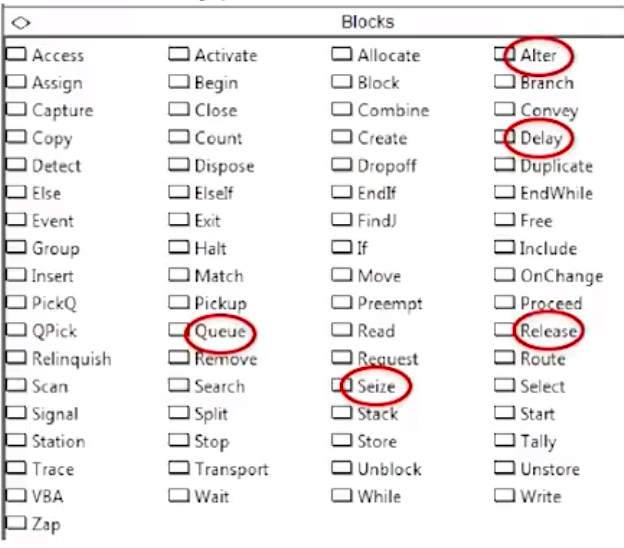 Blocks
Access Activate Allocate Alter
Assign Begin Block Branch
Capture Close Combine Convey
Copy Count Create Delay
Detect Dispose Dropoff Duplicate
Else ElseIf EndIf EndWhile
Event Exit FindJ Free
Group Halt If Include
Insert Match Move OnChange
PickQ Pickup Preempt Proceed
QPick Queue Read Release
Relinquish Remove Request Route
Scan Search Seize Select
Signal Split Stack Start
Station Stop Store Tally
Trace Transport Unblock Unstore
VBA Wait While Write
Zap